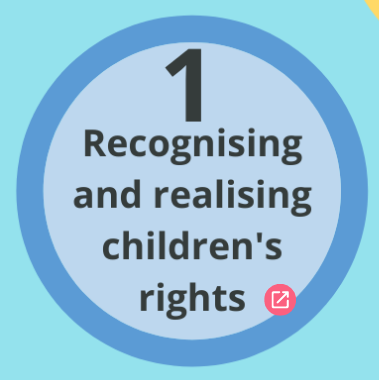 1
Recognising
and realising
children's
rights